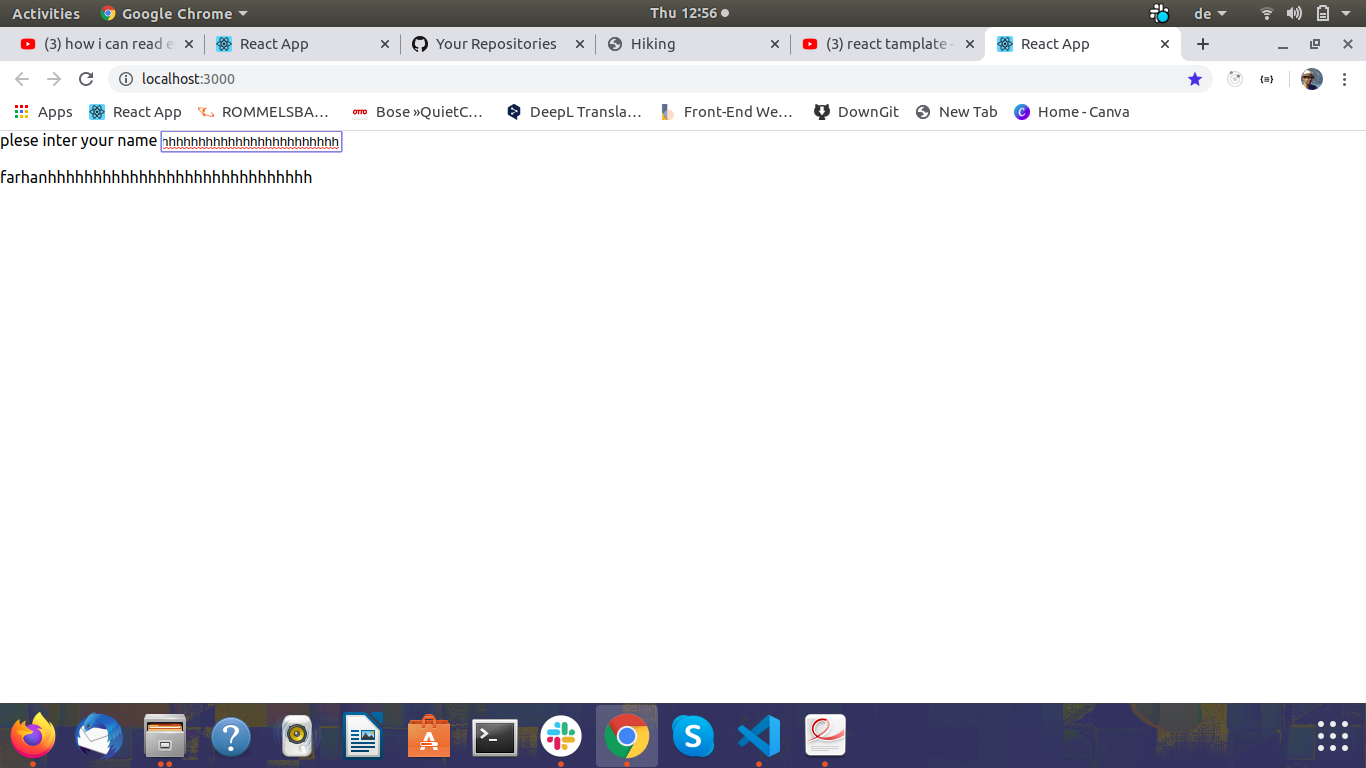 Activities Google Chrome Thu 12:56 de
(3) how i can read e React App Your Repositories Hiking (3) react tamplate - React App
localhost:3000
Apps React App ROMMELSBA… OTTO Bose »QuietC… DeepL Transla… Front-End We… DownGit New Tab Home - Canva
plese inter your name
farhanhhhhhhhhhhhhhhhhhhhhhhhhhhhhh